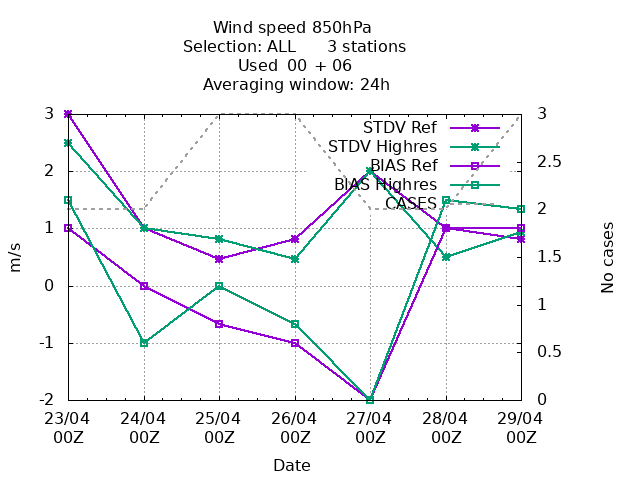 Wind speed 850hPa
Selection: ALL 3 stations
Used 00 + 06
Averaging window: 24h
STDV Ref
STDV Highres
BIAS Ref
BIAS Highres
CASES
3
2
1
0
-1
-2
m/s
3
2.5
2
1.5
1
0.5
0
No cases
23/04 24/04 25/04 26/04 27/04 28/04 29/04
00Z 00Z 00Z 00Z 00Z 00Z 00Z
Date